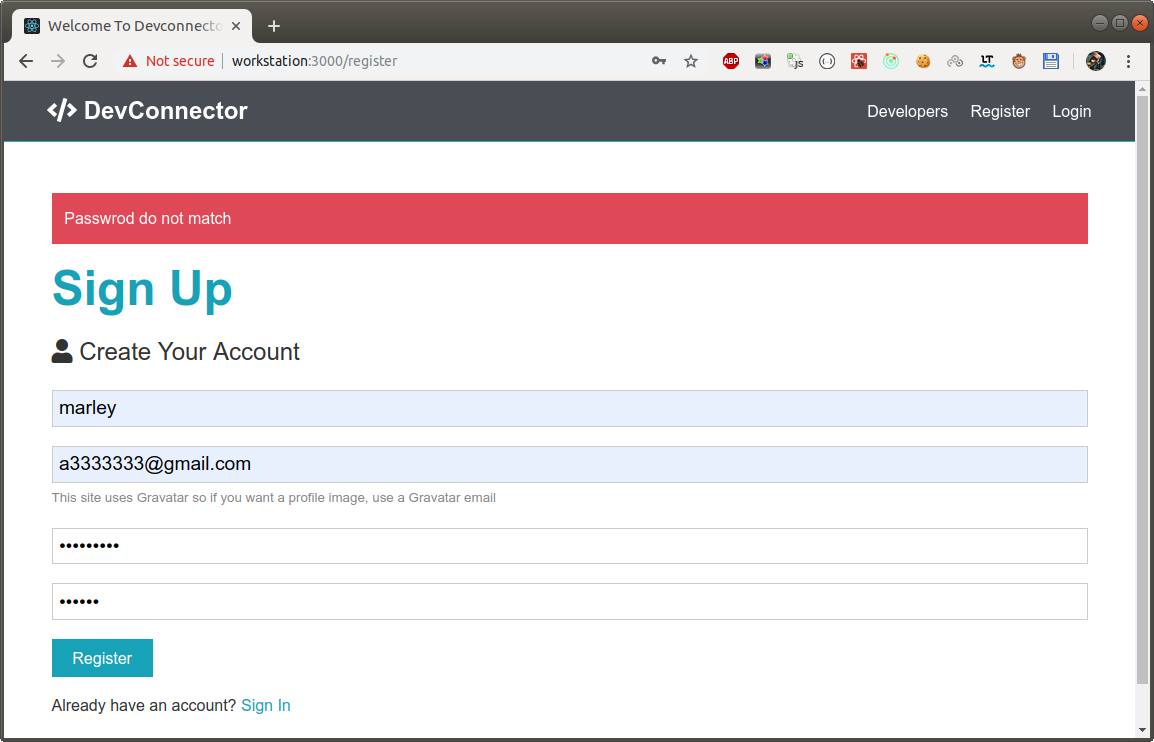 Welcome To Devconnecto
Not secure workstation:3000/register
ABP JS LT
</> DevConnector
Developers Register Login
Passwrod do not match
Sign Up
Create Your Account
marley
a3333333@gmail.com
This site uses Gravatar so if you want a profile image, use a Gravatar email
•••••••••
••••••
Register
Already have an account? Sign In